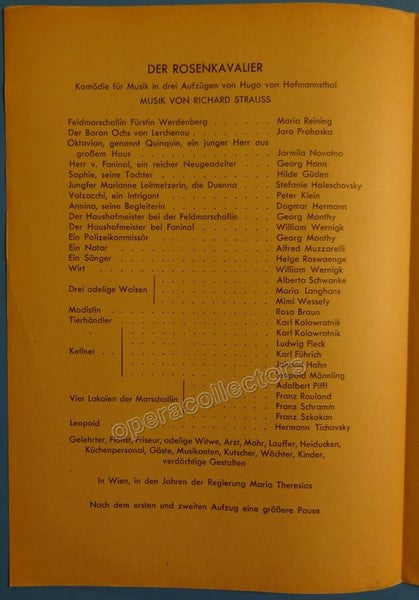 DER ROSENKAVALIER
Komödie für Musik in drei Aufzügen von Hugo von Hofmannsthal
MUSIK VON RICHARD STRAUSS
Feldmarschallin Fürstin Werdenberg . . . . . . Maria Reining
Der Baron Ochs von Lerchenau . . . . . . Jaro Prohaska
Oktavian, genannt Quinquin, ein junger Herr aus
großem Haus . . . . . . Jarmila Novotna
Herr v. Faninal, ein reicher Neugeadelter . . . Georg Hann
Sophie, seine Tochter . . . . . . Hilde Güden
Jungfer Marianne Leitmetzerin, die Duenna . . . Stefanie Holeschovsky
Valzacchi, ein Intrigant . . . . . . Peter Klein
Annina, seine Begleiterin . . . . . . Dagmar Hermann
Der Haushofmeister bei der Feldmarschallin . . . Georg Monthy
Der Haushofmeister bei Faninal . . . . . . William Wernigk
Ein Polizeikommissär . . . . . . Georg Monthy
Ein Notar . . . . . . Alfred Muzzarelli
Ein Sänger . . . . . . Helge Roswaenge
Wirt . . . . . . William Wernigk
Alberta Schwanke
Drei adelige Waisen . . . . . . Maria Langhans
Mimi Wessely
Modistin . . . . . . Rosa Braun
Tierhändler . . . . . . Karl Kolowratnik
Karl Kolowratnik
Ludwig Fleck
Kellner . . . . . . Karl Führich
Johann Hahn
Leopold Männling
Adalbert Piffl
Vier Lakaien der Marschallin . . . . . . Franz Rauland
Franz Schramm
Franz Szkokan
Leopold . . . . . . Hermann Tichavsky
Gelehrter, Flötist, Friseur, adelige Witwe, Arzt, Mohr, Lauffer, Heiducken,
Küchenpersonal, Gäste, Musikanten, Kutscher, Wächter, Kinder,
verdächtige Gestalten
In Wien, in den Jahren der Regierung Maria Theresias
Nach dem ersten und zweiten Aufzug eine größere Pause
operacollectors